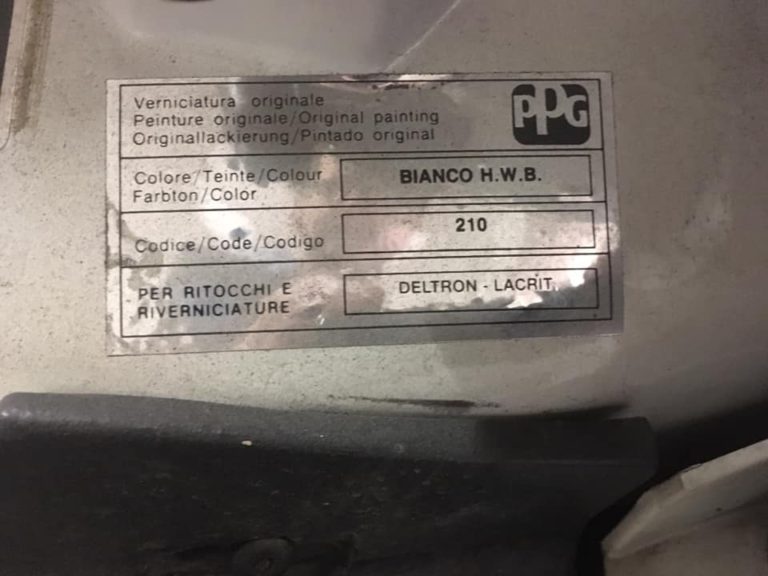 Verniciatura originale
Peinture originale/Original painting
Originallackierung/Pintado original
PPG
Colore/Teinte/Colour
Farbton/Color
BIANCO H.W.B.
Codice/Code/Codigo
210
PER RITOCCHI E
RIVERNICIATURE
DELTRON - LACRIT